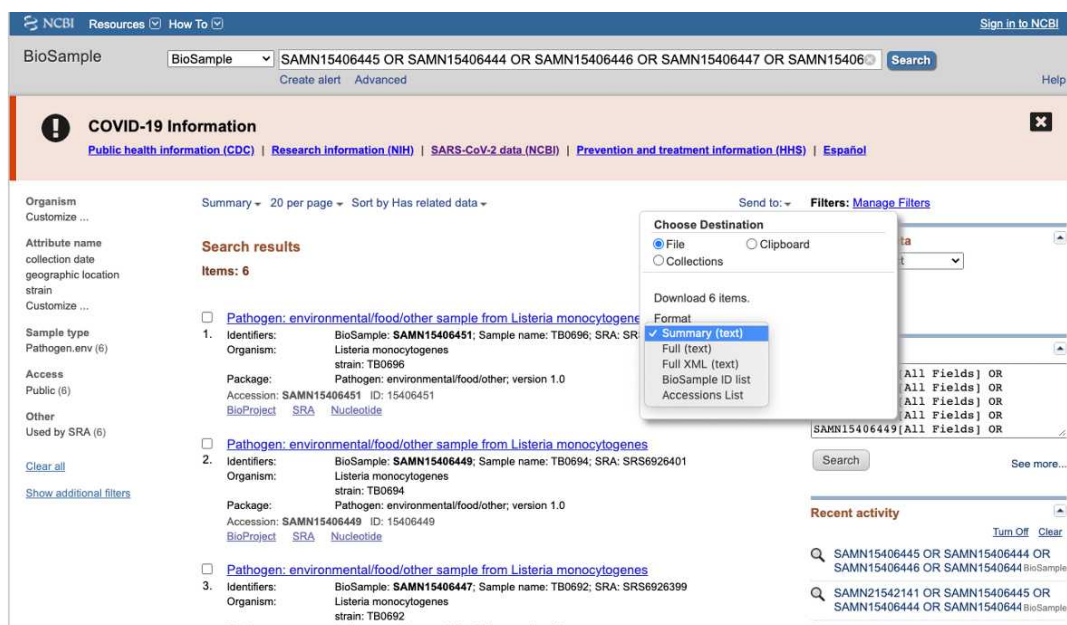 NCBI Resources How To Sign in to NCBI
BioSample BioSample SAMN15406445 OR SAMN15406444 OR SAMN15406446 OR SAMN15406447 OR SAMN15406 Search
Create alert Advanced Help
COVID-19 Information
Public health information (CDC) | Research information (NIH) | SARS-CoV-2 data (NCBI) | Prevention and treatment information (HHS) | Español
Organism
Customize ...
Attribute name
collection date
geographic location
strain
Customize ...
Sample type
Pathogen.env (6)
Access
Public (6)
Other
Used by SRA (6)
Clear all
Show additional filters
Summary 20 per page Sort by Has related data Send to:
Search results
Items: 6
Pathogen: environmental/food/other sample from Listeria monocytogene
1. Identifiers: BioSample: SAMN15406451; Sample name: TB0696; SRA: SR
Organism: Listeria monocytogenes
strain: TB0696
Package: Pathogen: environmental/food/other; version 1.0
Accession: SAMN15406451 ID: 15406451
BioProject SRA Nucleotide
Pathogen: environmental/food/other sample from Listeria monocytogenes
2. Identifiers: BioSample: SAMN15406449; Sample name: TB0694; SRA: SRS6926401
Organism: Listeria monocytogenes
strain: TB0694
Package: Pathogen: environmental/food/other; version 1.0
Accession: SAMN15406449 ID: 15406449
BioProject SRA Nucleotide
Pathogen: environmental/food/other sample from Listeria monocytogenes
3. Identifiers: BioSample: SAMN15406447; Sample name: TB0692; SRA: SRS6926399
Organism: Listeria monocytogenes
strain: TB0692
Choose Destination
File Clipboard
Collections
Download 6 items.
Format
Summary (text)
Full (text)
Full XML (text)
BioSample ID list
Accessions List
Filters: Manage Filters
ta
t
[All Fields] OR
[All Fields] OR
[All Fields] OR
[All Fields] OR
SAMN15406449[All Fields] OR
Search See more...
Recent activity
Turn Off Clear
SAMN15406445 OR SAMN15406444 OR
SAMN15406446 OR SAMN1540644 BioSample
SAMN21542141 OR SAMN15406445 OR
SAMN15406444 OR SAMN1540644 BioSample